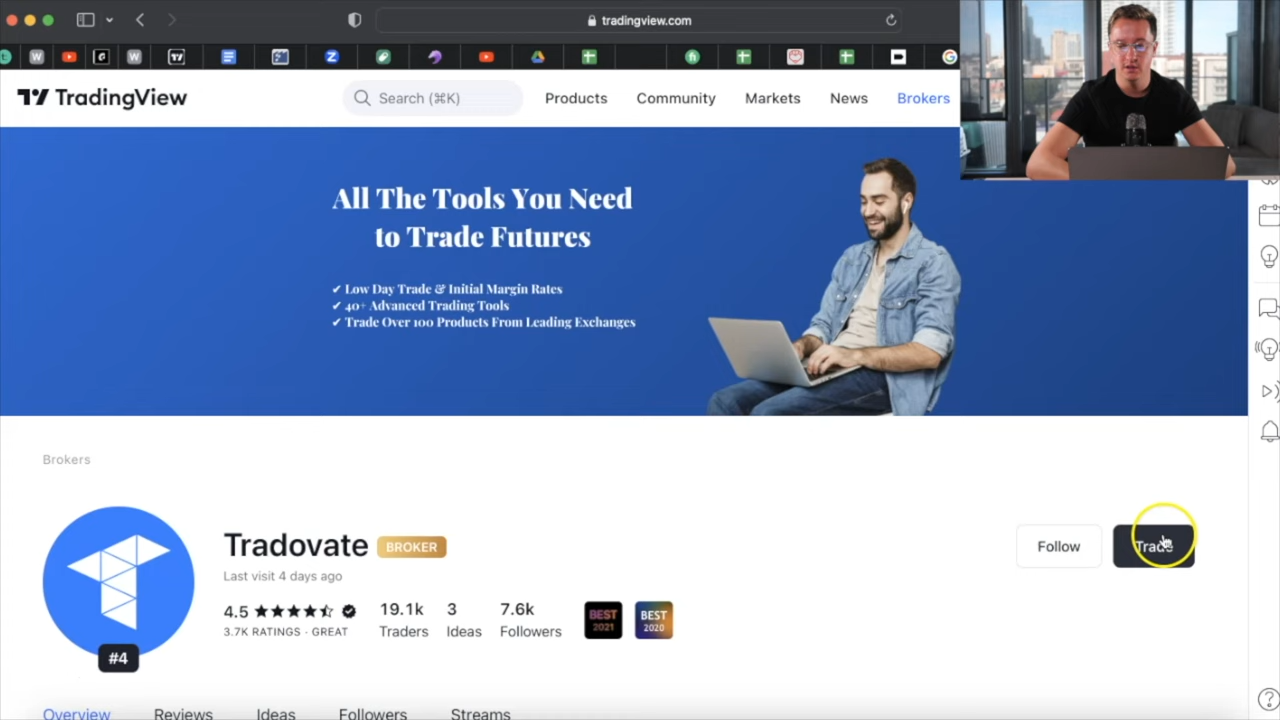 tradingview.com
TradingView
Search (⌘K)
Products
Community
Markets
News
Brokers
All The Tools You Need
to Trade Futures
✔ Low Day Trade & Initial Margin Rates
✔ 40+ Advanced Trading Tools
✔ Trade Over 100 Products From Leading Exchanges
Brokers
Tradovate BROKER
Last visit 4 days ago
Follow
Trade
4.5
3.7K RATINGS · GREAT
19.1k
Traders
3
Ideas
7.6k
Followers
BEST
2021
BEST
2020
#4
Overview
Reviews
Ideas
Followers
Streams